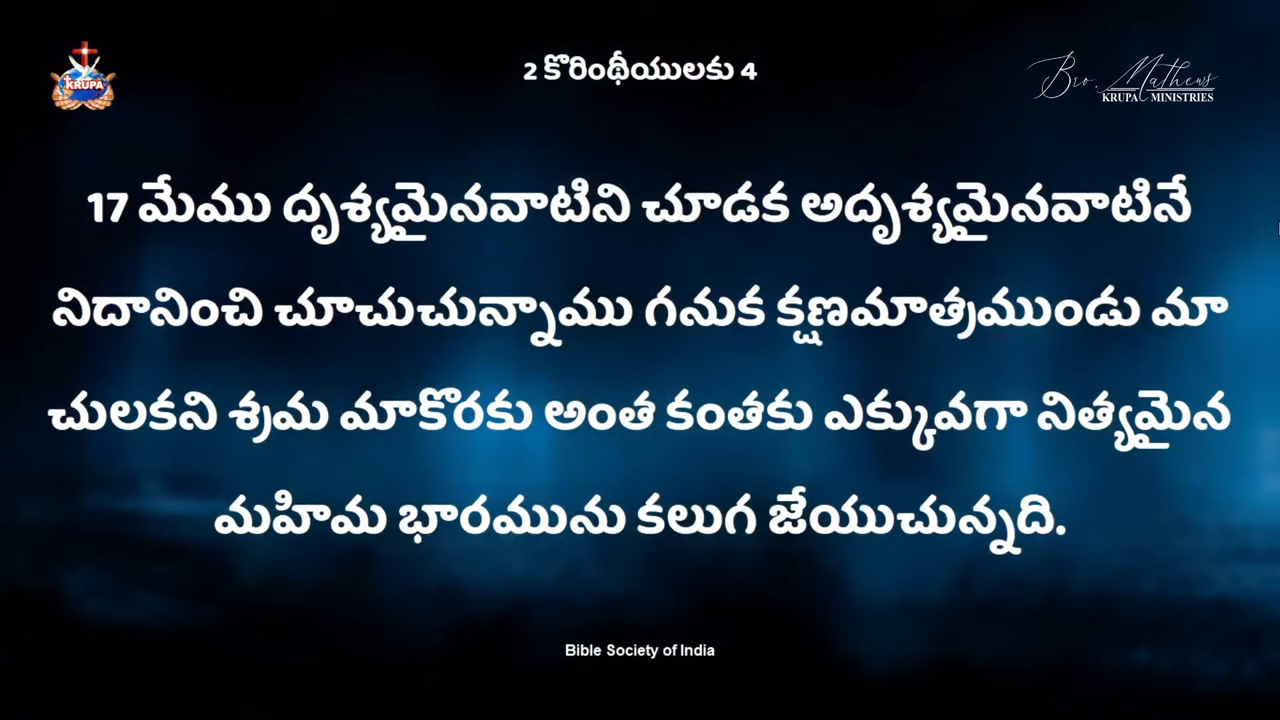 KRUPA
2 కొరింథీయులకు 4
Bro. Mathews
KRUPA MINISTRIES
17 మేము దృశ్యమైనవాటిని చూడక అదృశ్యమైనవాటినే
నిదానించి చూచుచున్నాము గనుక క్షణమాత్రముండు మా
చులకని శ్రమ మాకొరకు అంత కంతకు ఎక్కువగా నిత్యమైన
మహిమ భారమును కలుగ జేయుచున్నది.
Bible Society of India